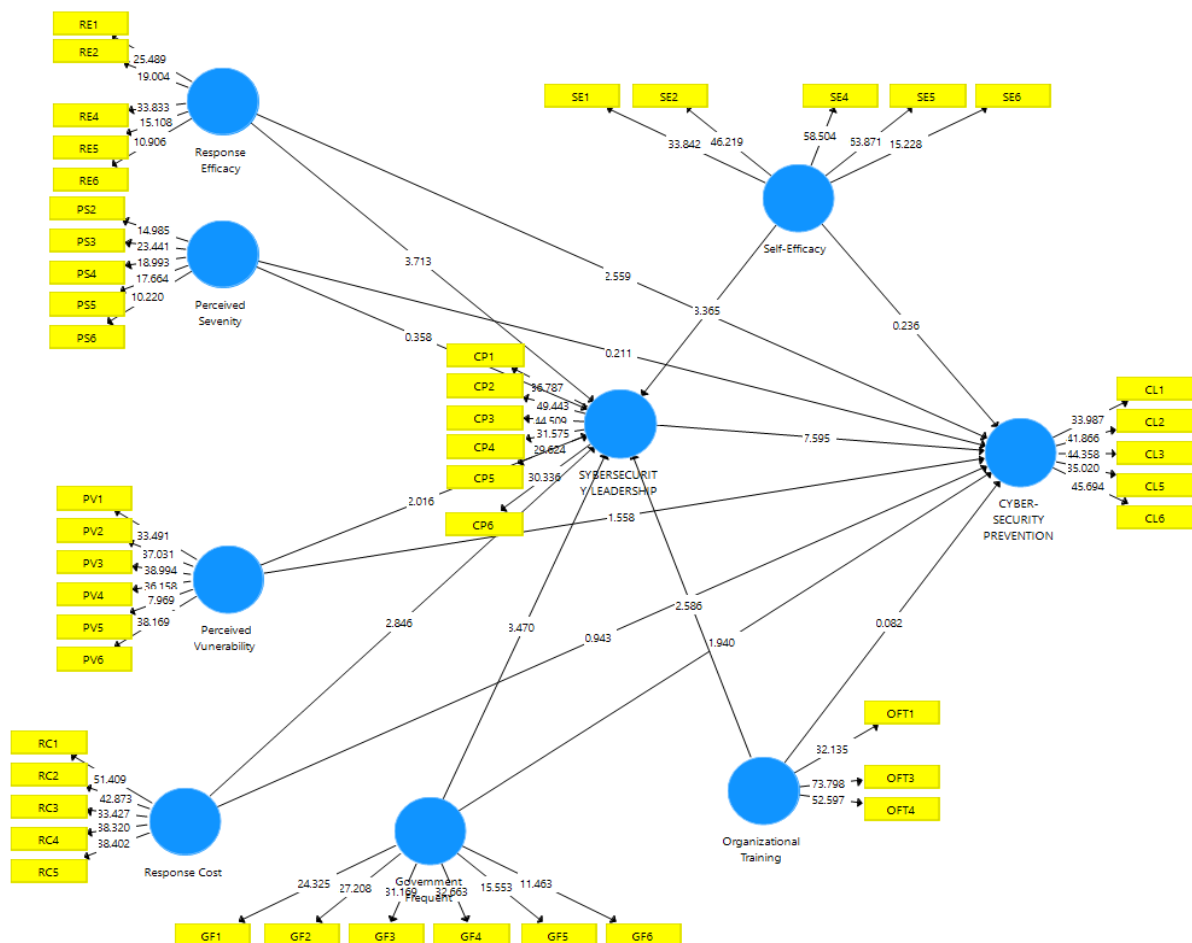 RE1
RE2
RE4
RE5
RE6
25.489
19.004
33.833
15.108
10.906
Response
Efficacy
PS2
PS3
PS4
PS5
PS6
14.985
23.441
18.993
17.664
10.220
Perceived
Severity
SE1
SE2
SE4
SE5
SE6
33.842
46.219
58.504
53.871
15.228
Self-Efficacy
3.713
2.559
3.365
0.236
0.358
0.211
CP1
CP2
CP3
CP4
CP5
CP6
36.787
49.443
44.509
31.575
29.624
30.336
SYBERSECURIT
Y LEADERSHIP
7.595
CL1
CL2
CL3
CL5
CL6
33.987
41.866
44.358
35.020
45.694
CYBER-
SECURITY
PREVENTION
PV1
PV2
PV3
PV4
PV5
PV6
33.491
37.031
38.994
36.158
7.969
38.169
Perceived
Vunerability
2.016
1.558
2.846
3.470
0.943
2.586
1.940
0.082
RC1
RC2
RC3
RC4
RC5
51.409
42.873
33.427
38.320
38.402
Response Cost
Government
Frequent
24.325
27.208
31.169
32.663
15.553
11.463
GF1
GF2
GF3
GF4
GF5
GF6
OFT1
OFT3
OFT4
32.135
73.798
52.597
Organizational
Training